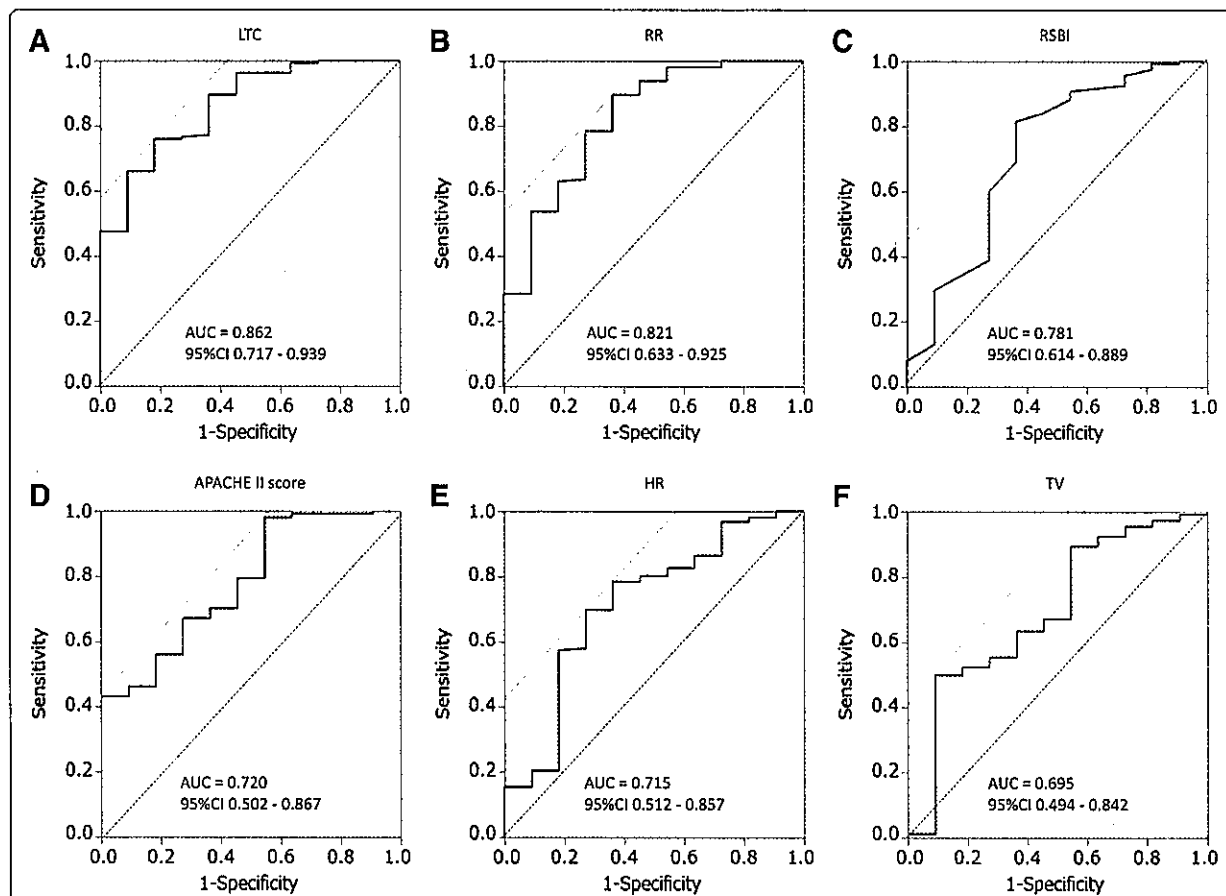 A
LTC
1.0
0.8
0.6
0.4
0.2
0.0
Sensitivity
AUC = 0.862
95%CI 0.717 - 0.939
0.0 0.2 0.4 0.6 0.8 1.0
1-Specificity
B
RR
1.0
0.8
0.6
0.4
0.2
0.0
Sensitivity
AUC = 0.821
95%CI 0.633 - 0.925
0.0 0.2 0.4 0.6 0.8 1.0
1-Specificity
C
RSBI
1.0
0.8
0.6
0.4
0.2
0.0
Sensitivity
AUC = 0.781
95%CI 0.614 - 0.889
0.0 0.2 0.4 0.6 0.8 1.0
1-Specificity
D
APACHE II score
1.0
0.8
0.6
0.4
0.2
0.0
Sensitivity
AUC = 0.720
95%CI 0.502 - 0.867
0.0 0.2 0.4 0.6 0.8 1.0
1-Specificity
E
HR
1.0
0.8
0.6
0.4
0.2
0.0
Sensitivity
AUC = 0.715
95%CI 0.512 - 0.857
0.0 0.2 0.4 0.6 0.8 1.0
1-Specificity
F
TV
1.0
0.8
0.6
0.4
0.2
0.0
Sensitivity
AUC = 0.695
95%CI 0.494 - 0.842
0.0 0.2 0.4 0.6 0.8 1.0
1-Specificity